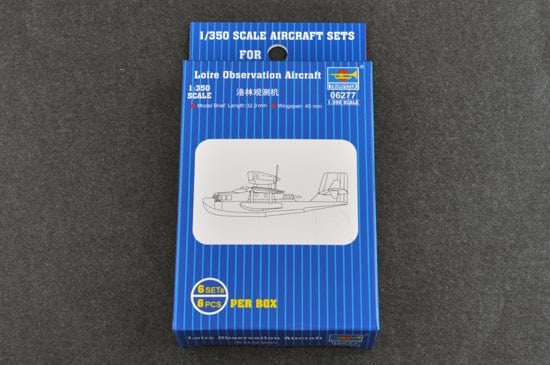 1/350 SCALE AIRCRAFT SETS
FOR
Loire Observation Aircraft
洛林观测机
1:350
SCALE
Model Brief: Length:32.9 mm Wingspan: 45 mm
06277
1:350 SCALE
6 SETs
6 PCS
PER BOX
Loire Observation Aircraft